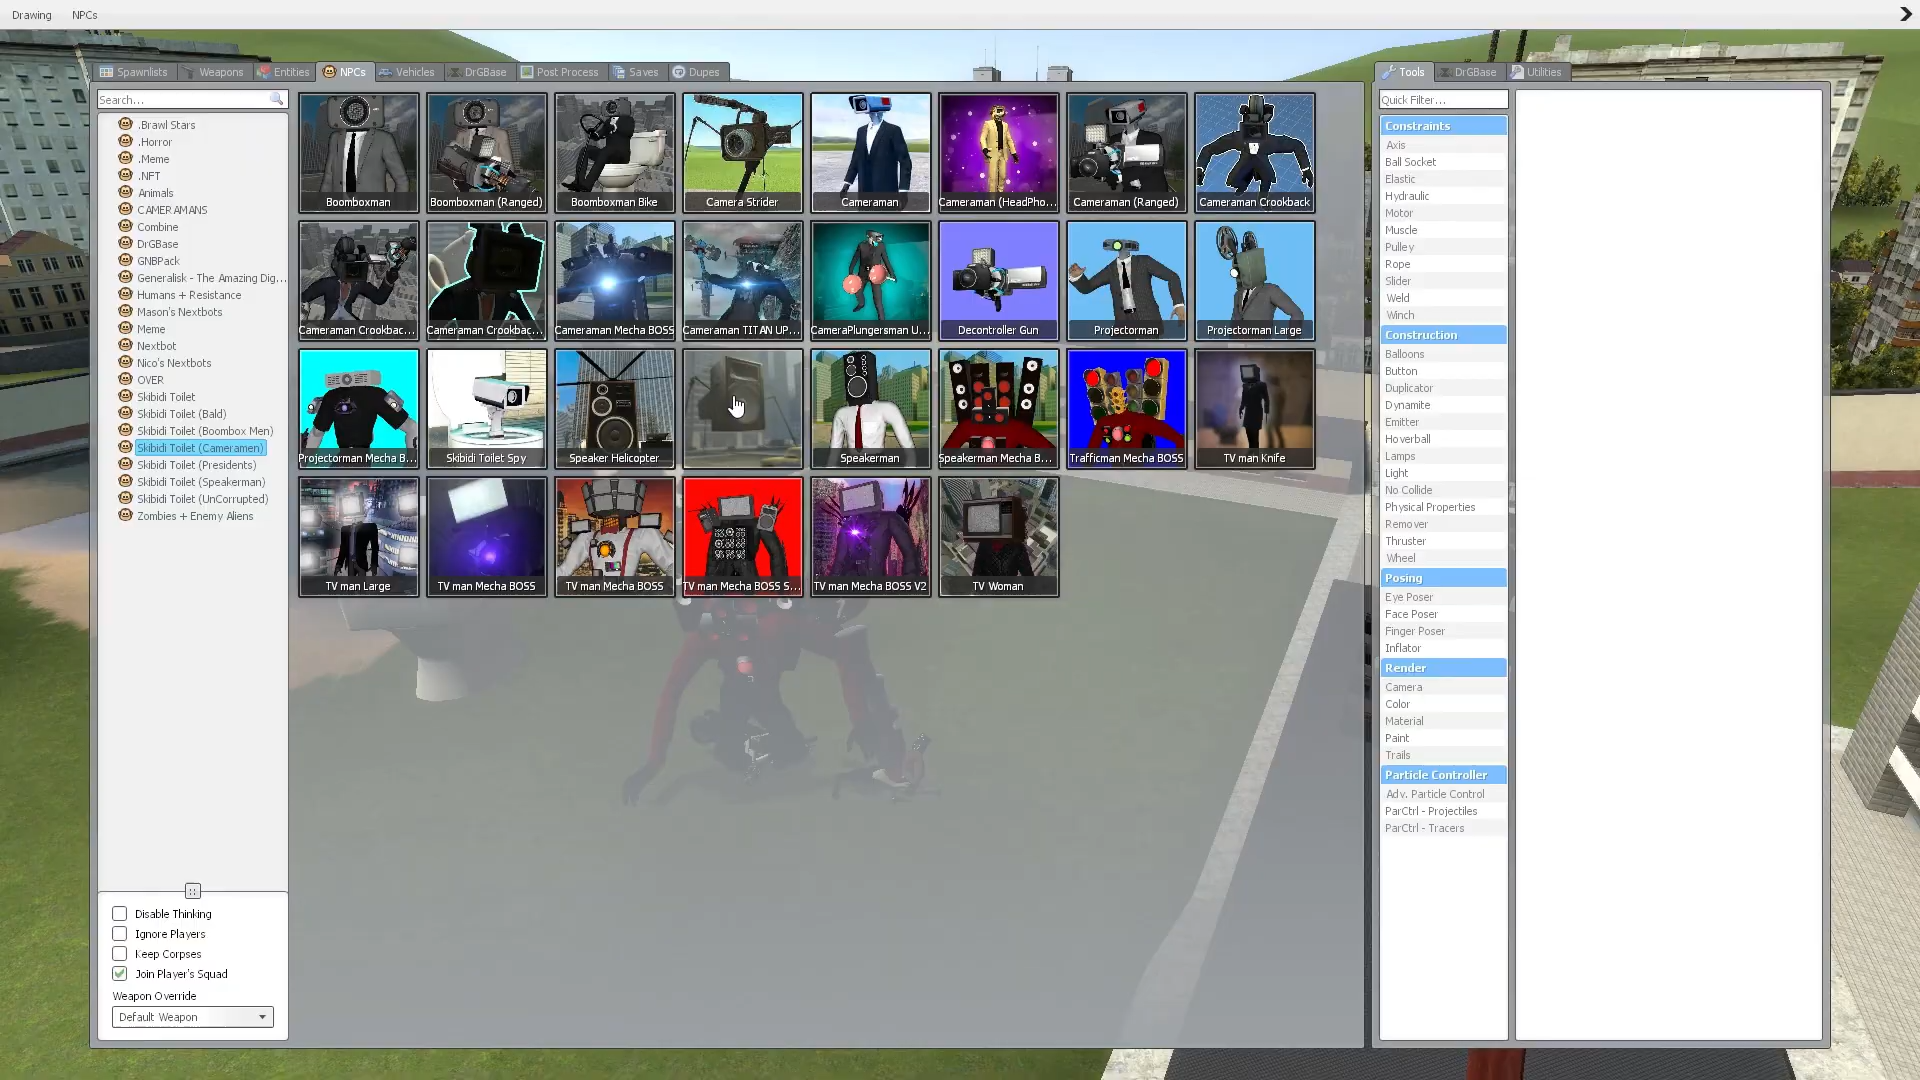 Drawing NPCs
Spawnlists Weapons Entities NPCs Vehicles DrGBase Post Process Saves Dupes
Tools DrGBase Utilities
Search...
.Brawl Stars
.Horror
.Meme
.NFT
Animals
CAMERAMANS
Combine
DrGBase
GNBPack
Generalisk - The Amazing Dig...
Humans + Resistance
Mason's Nextbots
Meme
Nextbot
Nico's Nextbots
OVER
Skibidi Toilet
Skibidi Toilet (Bald)
Skibidi Toilet (Boombox Men)
Skibidi Toilet (Cameramen)
Skibidi Toilet (Presidents)
Skibidi Toilet (Speakerman)
Skibidi Toilet (UnCorrupted)
Zombies + Enemy Aliens
Disable Thinking
Ignore Players
Keep Corpses
Join Player's Squad
Weapon Override
Default Weapon
Boomboxman
Boomboxman (Ranged)
Boomboxman Bike
Camera Strider
Cameraman
Cameraman (HeadPho...
Cameraman (Ranged)
Cameraman Crookback
Cameraman Crookbac...
Cameraman Crookbac...
Cameraman Mecha BOSS
Cameraman TITAN UP...
CameraPlungersman U...
Decontroller Gun
Projectorman
Projectorman Large
Projectorman Mecha B...
Skibidi Toilet Spy
Speaker Helicopter
Speakerman
Speakerman Mecha B...
Trafficman Mecha BOSS
TV man Knife
TV man Large
TV man Mecha BOSS
TV man Mecha BOSS
TV man Mecha BOSS S...
TV man Mecha BOSS V2
TV Woman
Quick Filter...
Constraints
Axis
Ball Socket
Elastic
Hydraulic
Motor
Muscle
Pulley
Rope
Slider
Weld
Winch
Construction
Balloons
Button
Duplicator
Dynamite
Emitter
Hoverball
Lamps
Light
No Collide
Physical Properties
Remover
Thruster
Wheel
Posing
Eye Poser
Face Poser
Finger Poser
Inflator
Render
Camera
Color
Material
Paint
Trails
Particle Controller
Adv. Particle Control
ParCtrl - Projectiles
ParCtrl - Tracers